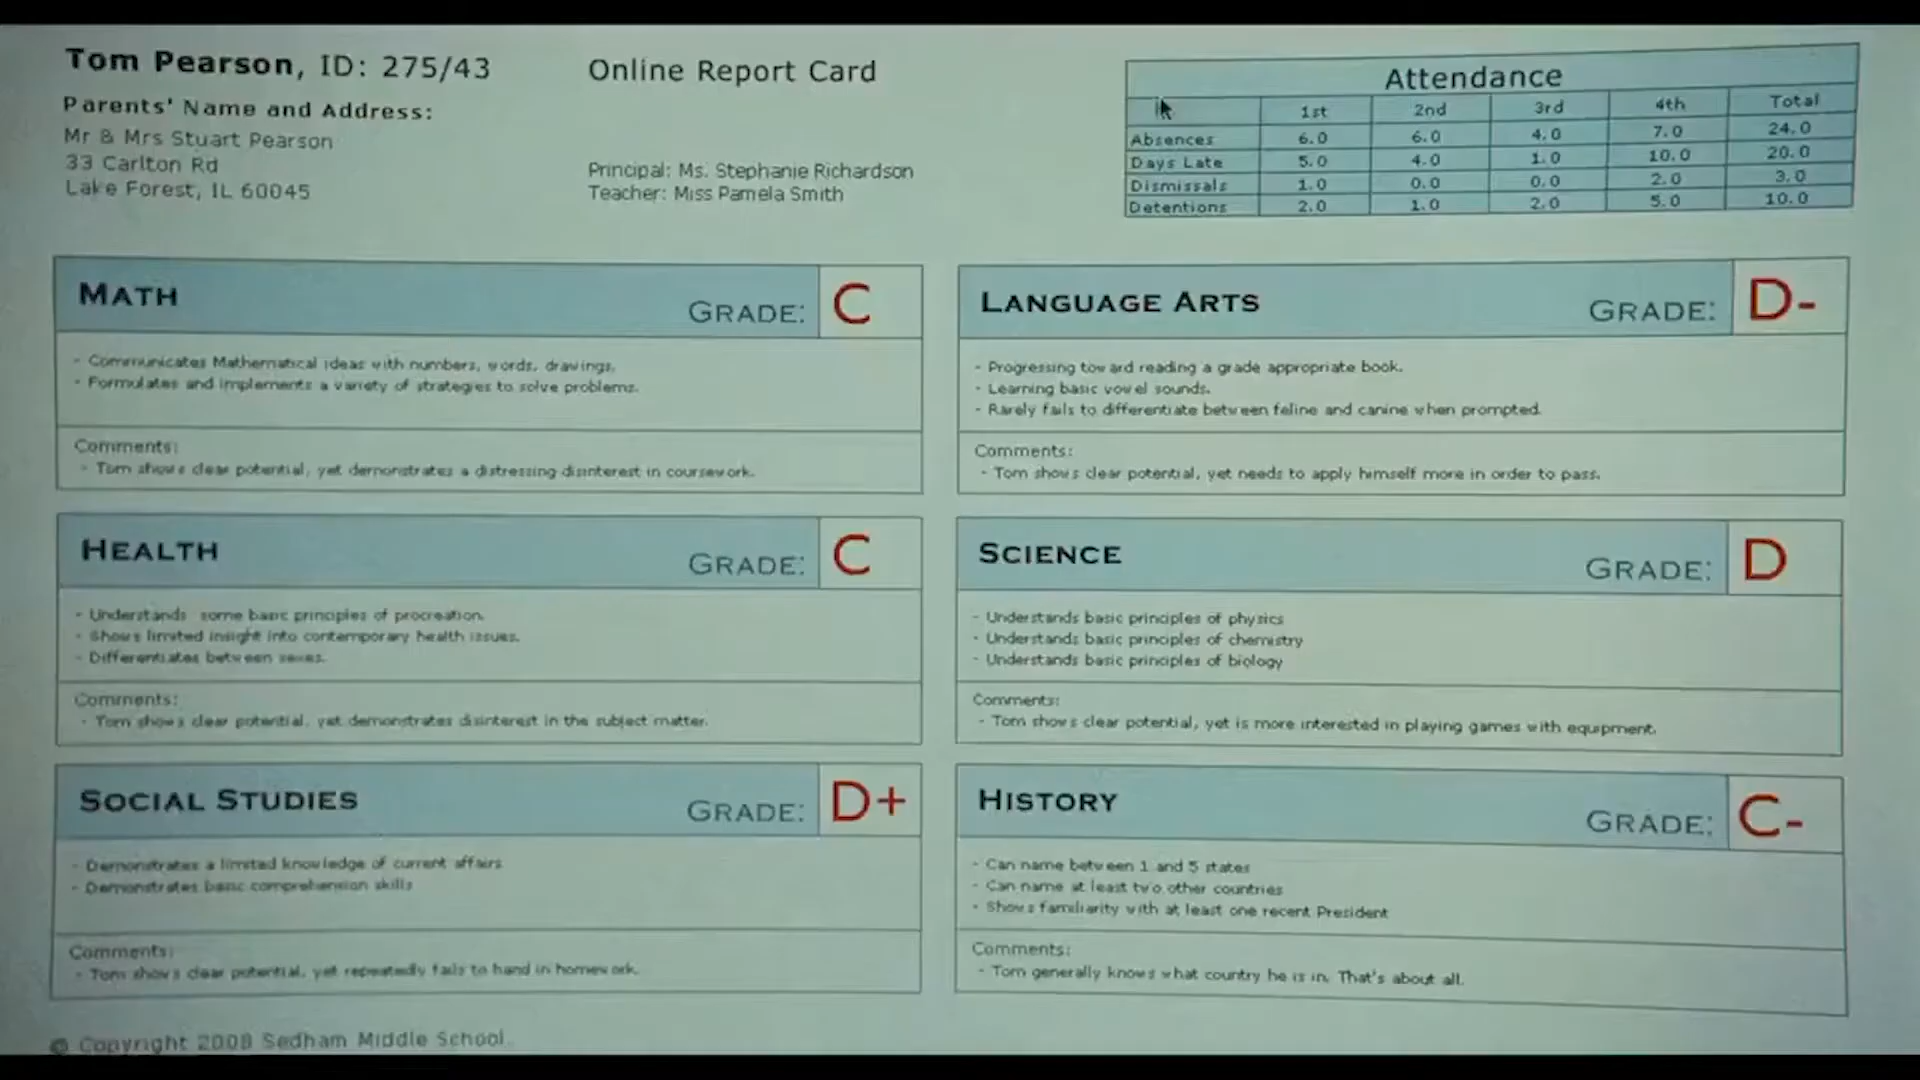 Tom Pearson, ID: 275/43
Parents' Name and Address:
Mr & Mrs Stuart Pearson
33 Carlton Rd
Lake Forest, IL 60045
Online Report Card
Principal: Ms. Stephanie Richardson
Teacher: Miss Pamela Smith
Attendance
1st 2nd 3rd 4th Total
Absences 6.0 6.0 4.0 7.0 24.0
Days Late 5.0 4.0 1.0 10.0 20.0
Dismissals 1.0 0.0 0.0 2.0 3.0
Detentions 2.0 1.0 2.0 5.0 10.0
MATH GRADE: C
- Communicates Mathematical ideas with numbers, words, drawings.
- Formulates and implements a variety of strategies to solve problems.
Comments:
- Tom shows clear potential, yet demonstrates a distressing disinterest in coursework.
LANGUAGE ARTS GRADE: D-
- Progressing toward reading a grade appropriate book.
- Learning basic vowel sounds.
- Rarely fails to differentiate between feline and canine when prompted.
Comments:
- Tom shows clear potential, yet needs to apply himself more in order to pass.
HEALTH GRADE: C
- Understands some basic principles of procreation.
- Shows limited insight into contemporary health issues.
- Differentiates between sexes.
Comments:
- Tom shows clear potential, yet demonstrates disinterest in the subject matter.
SCIENCE GRADE: D
- Understands basic principles of physics
- Understands basic principles of chemistry
- Understands basic principles of biology
Comments:
- Tom shows clear potential, yet is more interested in playing games with equipment.
SOCIAL STUDIES GRADE: D+
- Demonstrates a limited knowledge of current affairs
- Demonstrates basic comprehension skills
Comments:
- Tom shows clear potential, yet repeatedly fails to hand in homework.
HISTORY GRADE: C-
- Can name between 1 and 5 states
- Can name at least two other countries
- Shows familiarity with at least one recent President
Comments:
- Tom generally knows what country he is in. That's about all.
© Copyright 2008 Sedham Middle School.